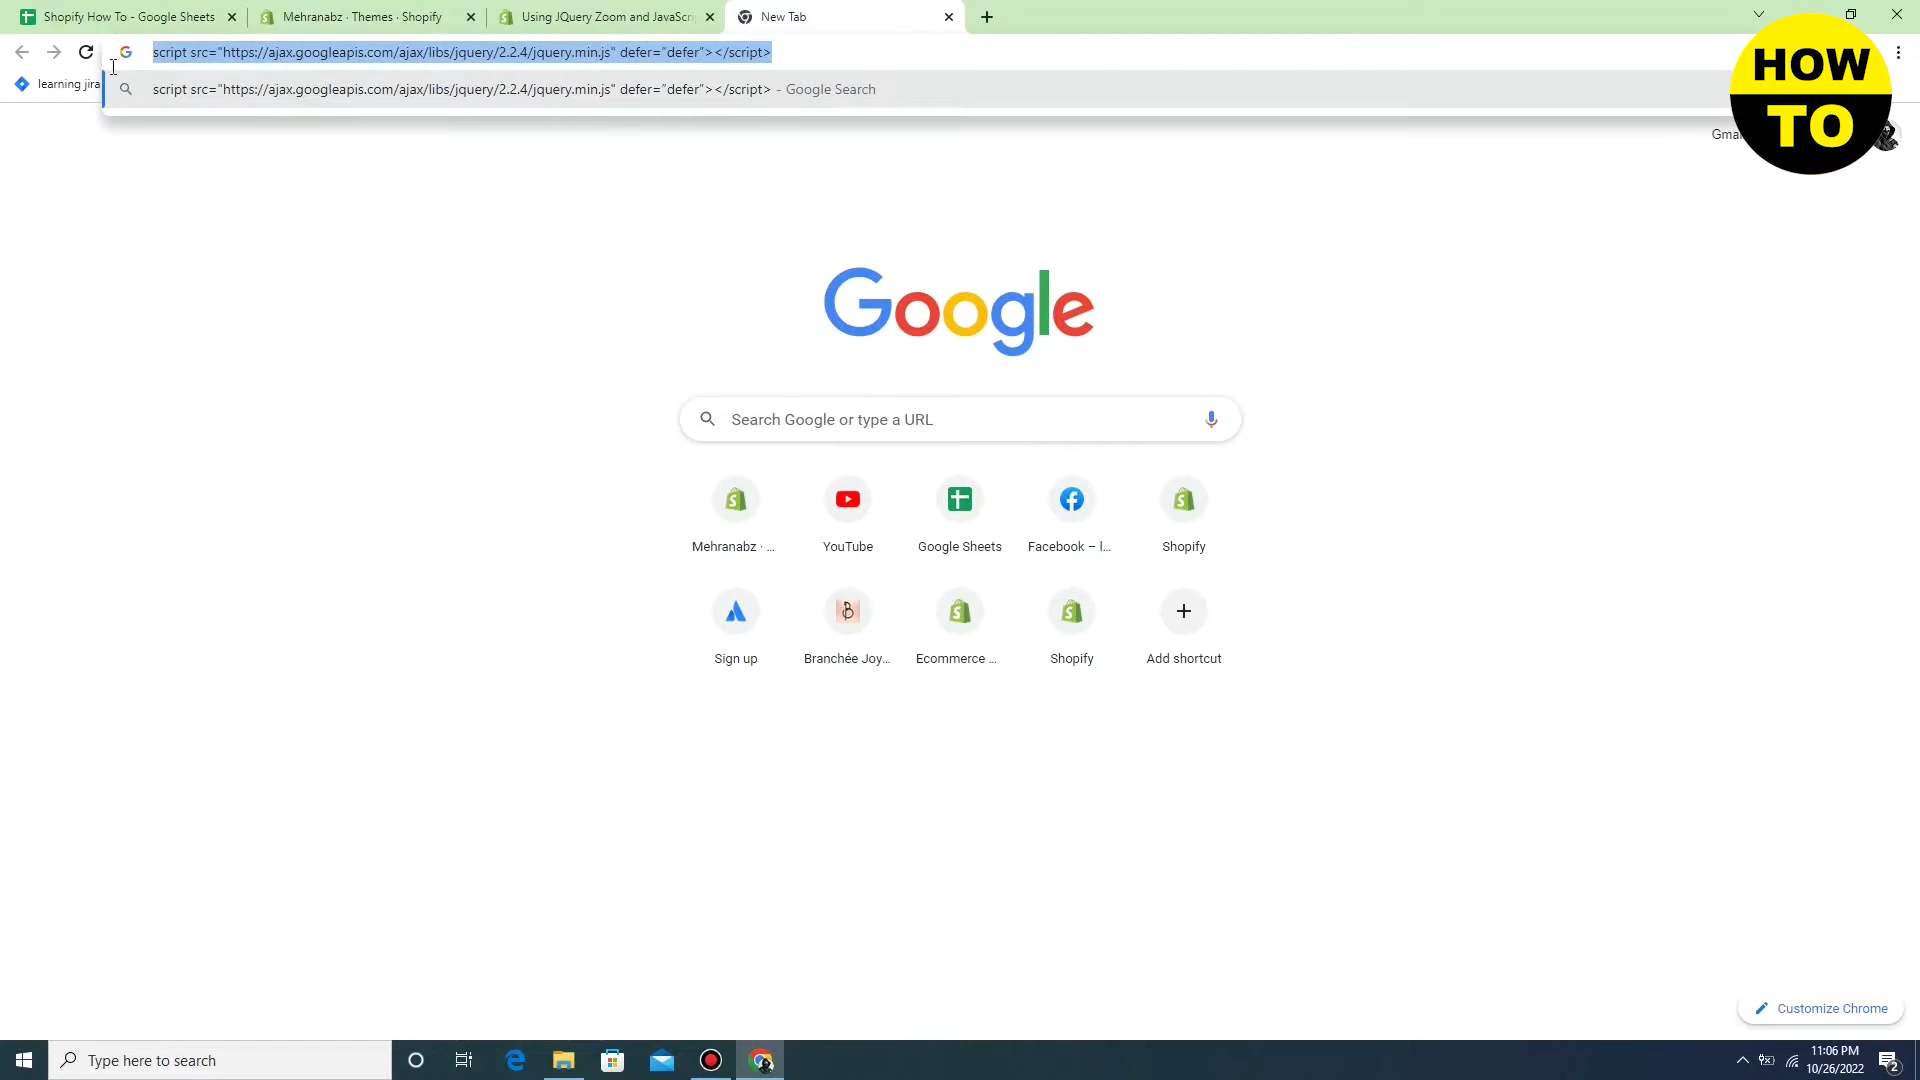 Shopify How To - Google Sheets
Mehranabz · Themes · Shopify
Using JQuery Zoom and JavaScri
New Tab
script src="https://ajax.googleapis.com/ajax/libs/jquery/2.2.4/jquery.min.js" defer="defer"></script>
learning jira
script src="https://ajax.googleapis.com/ajax/libs/jquery/2.2.4/jquery.min.js" defer="defer"></script> - Google Search
HOW
TO
Google
Search Google or type a URL
Mehranabz · ...
YouTube
Google Sheets
Facebook – l...
Shopify
Sign up
Branchée Joy...
Ecommerce ...
Shopify
Add shortcut
Customize Chrome
Type here to search
11:06 PM
10/26/2022
2